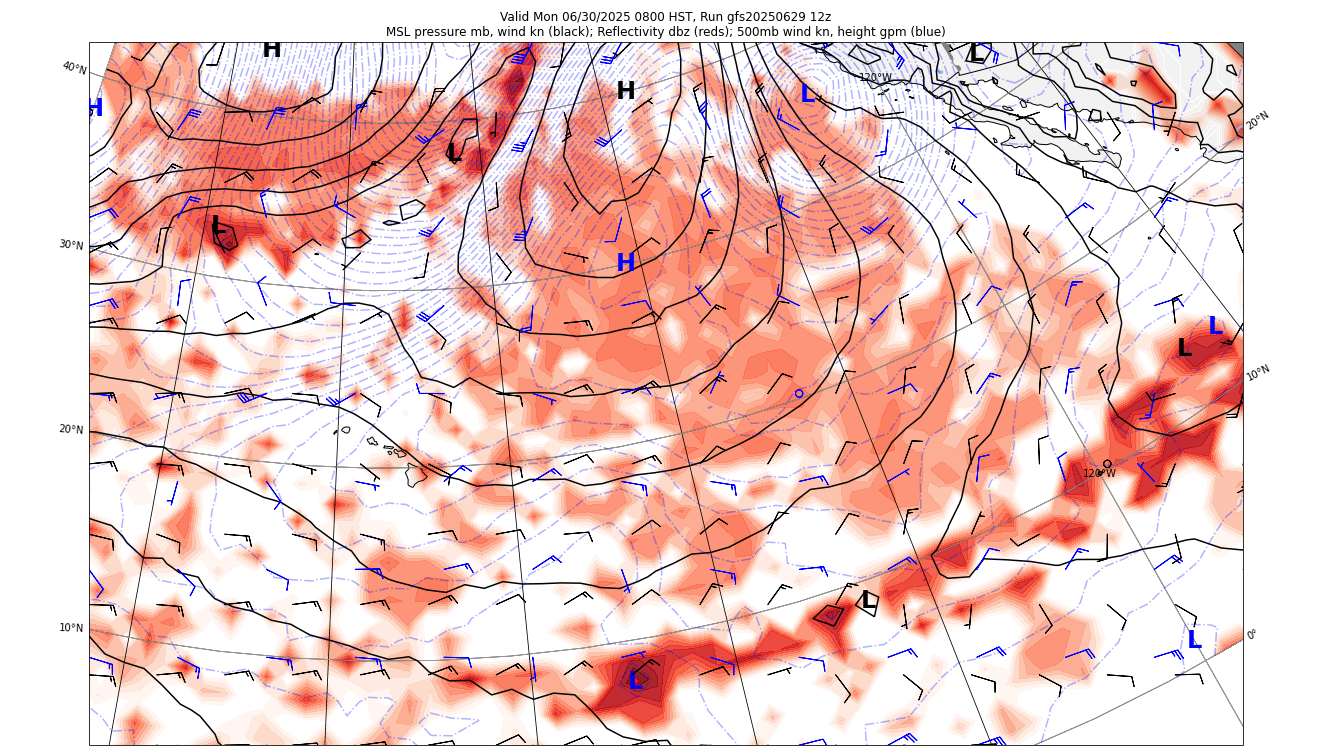 Valid Mon 06/30/2025 0800 HST, Run gfs20250629 12z
MSL pressure mb, wind kn (black); Reflectivity dbz (reds); 500mb wind kn, height gpm (blue)
H
L
40°N
120°W
H
L
H
20°N
L
L
30°N
H
L
L
10°N
20°N
120°W
L
10°N
0°
L
L